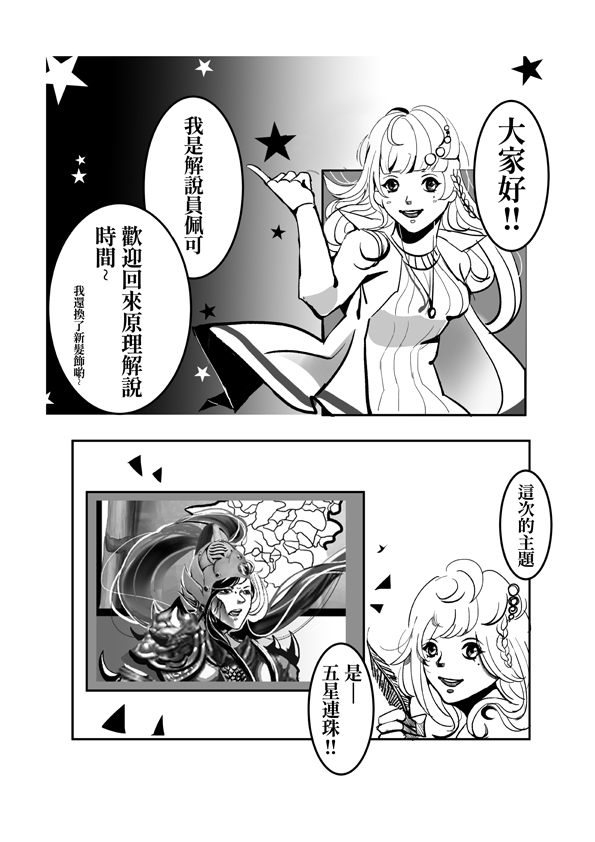 大家好!!
我是解說員佩可
歡迎回來原理解說
時間~
我還換了新髮飾喲~
這次的主題
是—
五星連珠!!